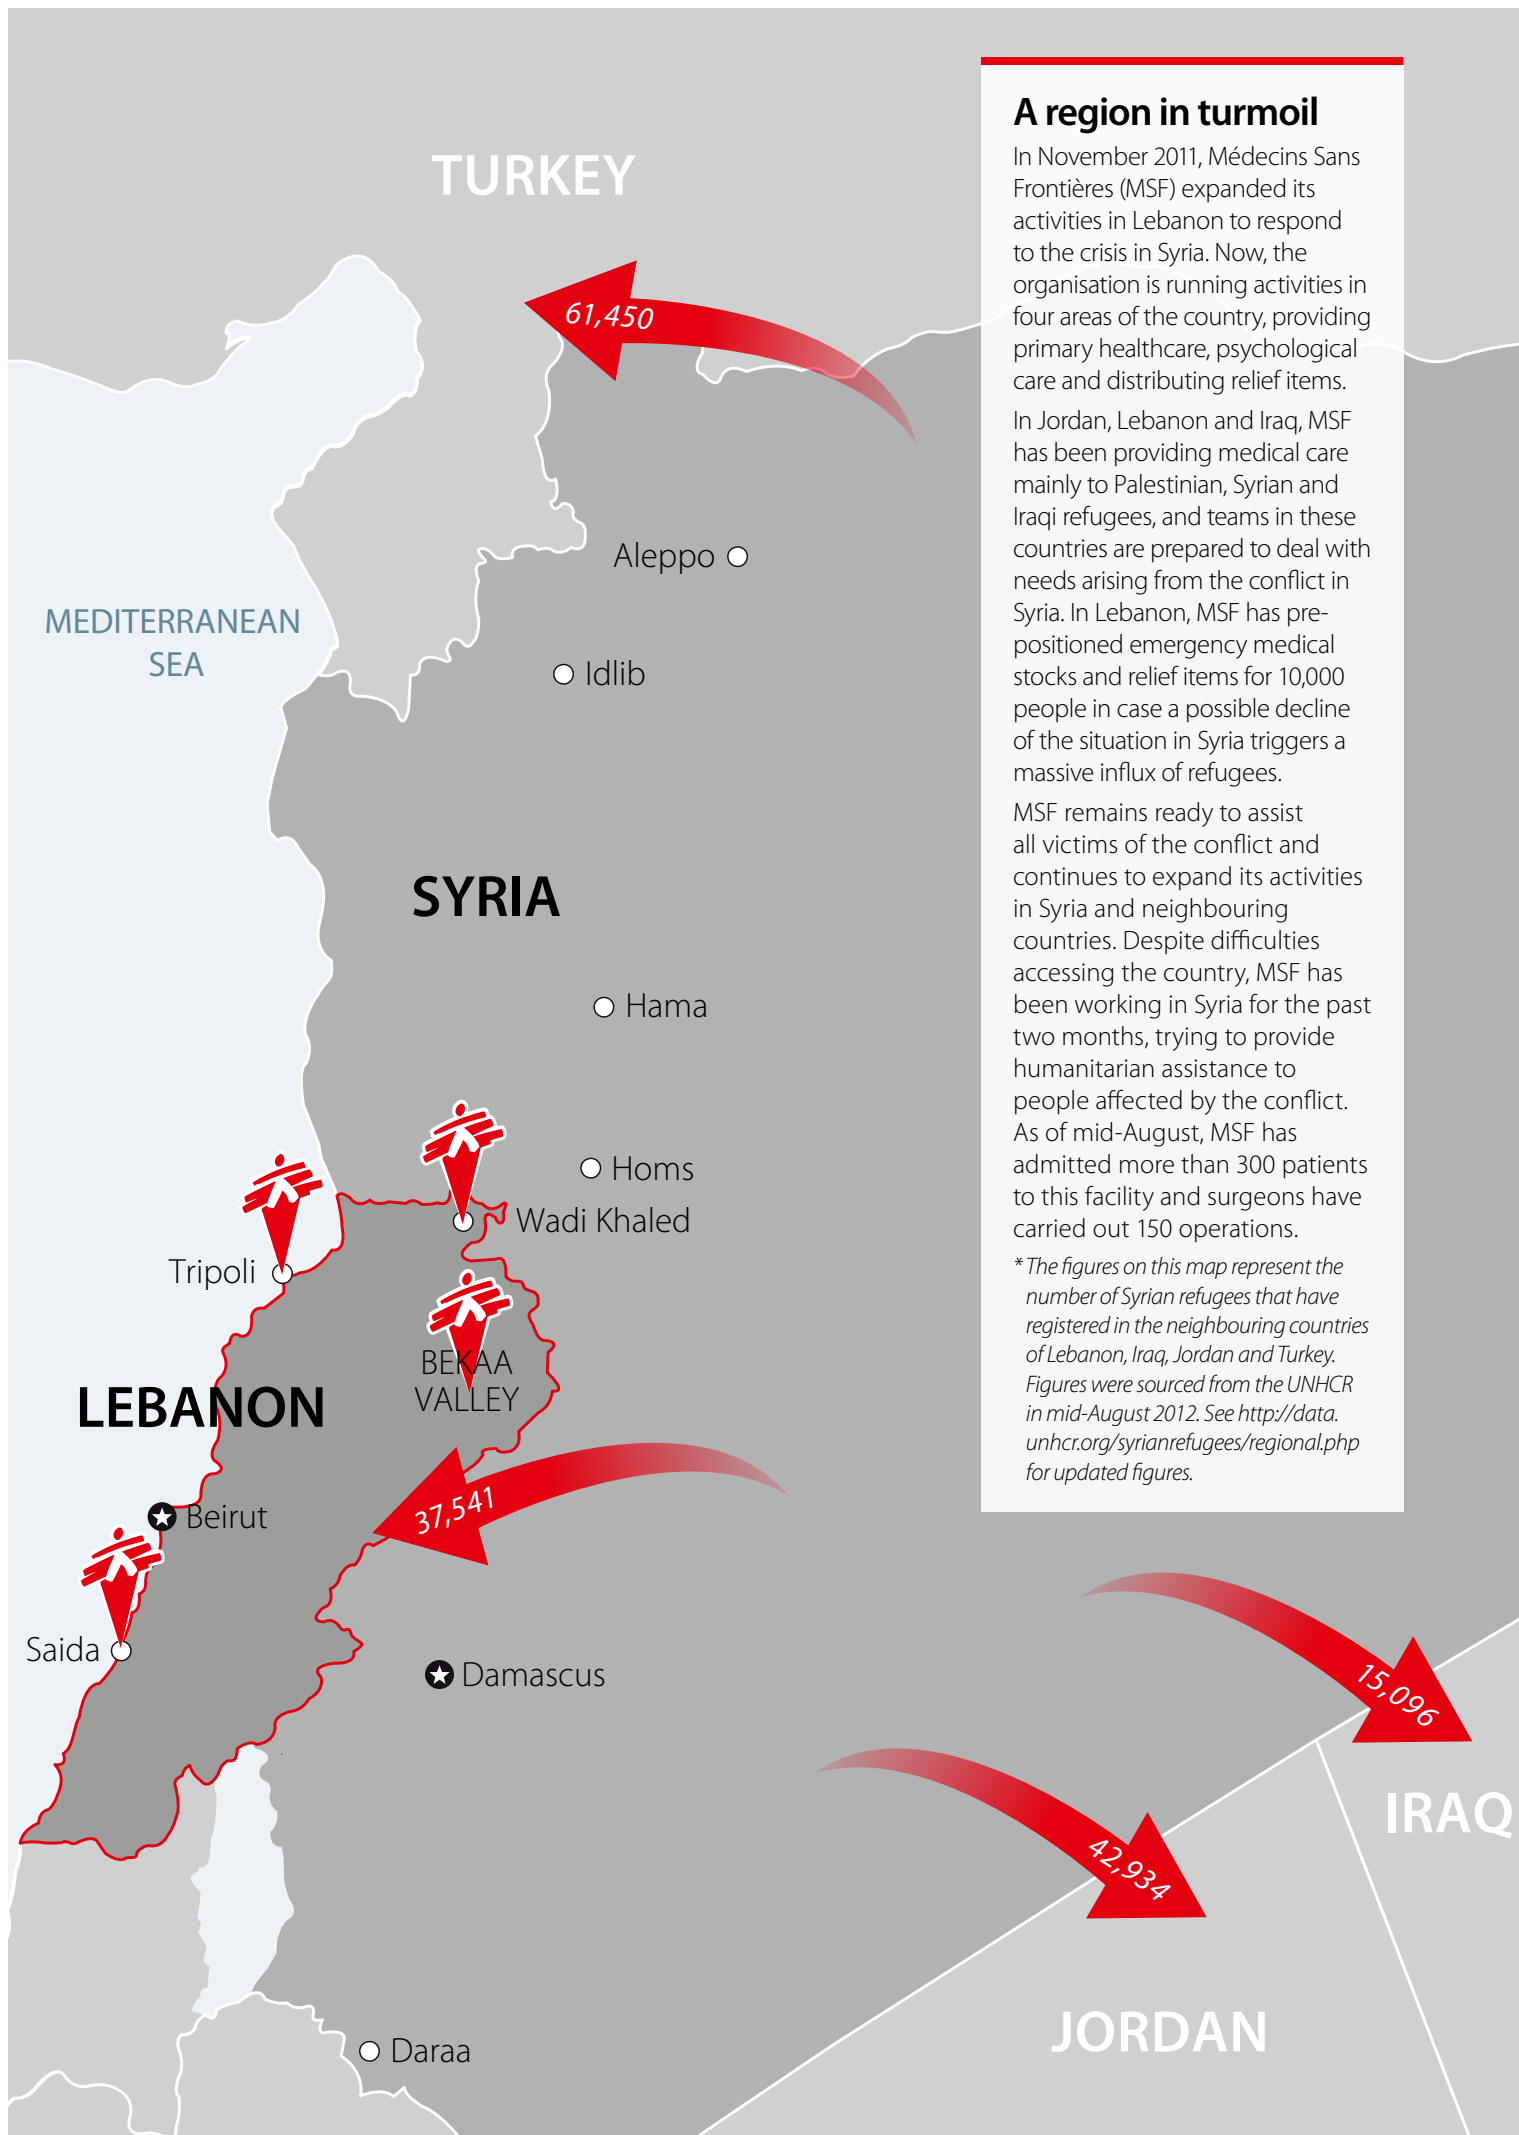 TURKEY
61,450
Aleppo
MEDITERRANEAN
SEA
Idlib
SYRIA
Hama
Homs
Wadi Khaled
Tripoli
BEKAA
VALLEY
LEBANON
37,541
Beirut
Saida
Damascus
15,096
42,934
IRAQ
JORDAN
Daraa
A region in turmoil
In November 2011, Médecins Sans
Frontières (MSF) expanded its
activities in Lebanon to respond
to the crisis in Syria. Now, the
organisation is running activities in
four areas of the country, providing
primary healthcare, psychological
care and distributing relief items.
In Jordan, Lebanon and Iraq, MSF
has been providing medical care
mainly to Palestinian, Syrian and
Iraqi refugees, and teams in these
countries are prepared to deal with
needs arising from the conflict in
Syria. In Lebanon, MSF has pre-
positioned emergency medical
stocks and relief items for 10,000
people in case a possible decline
of the situation in Syria triggers a
massive influx of refugees.
MSF remains ready to assist
all victims of the conflict and
continues to expand its activities
in Syria and neighbouring
countries. Despite difficulties
accessing the country, MSF has
been working in Syria for the past
two months, trying to provide
humanitarian assistance to
people affected by the conflict.
As of mid-August, MSF has
admitted more than 300 patients
to this facility and surgeons have
carried out 150 operations.
* The figures on this map represent the
number of Syrian refugees that have
registered in the neighbouring countries
of Lebanon, Iraq, Jordan and Turkey.
Figures were sourced from the UNHCR
in mid-August 2012. See http://data.
unhcr.org/syrianrefugees/regional.php
for updated figures.